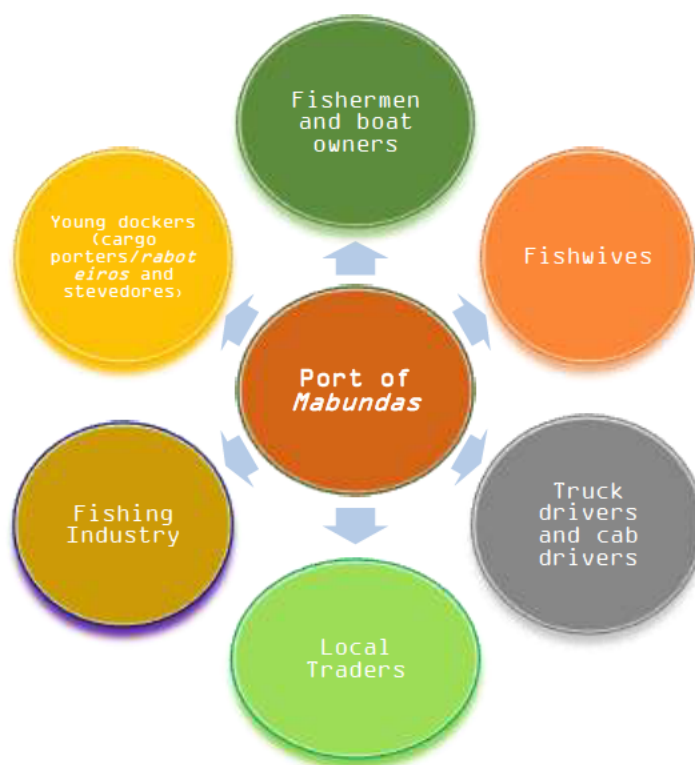 Fishermen
and boat
owners
Young dockers
(cargo
porters/rabot
eiros and
stevedores)
Fishwives
Port of
Mabundas
Fishing
Industry
Truck
drivers
and cab
drivers
Local
Traders